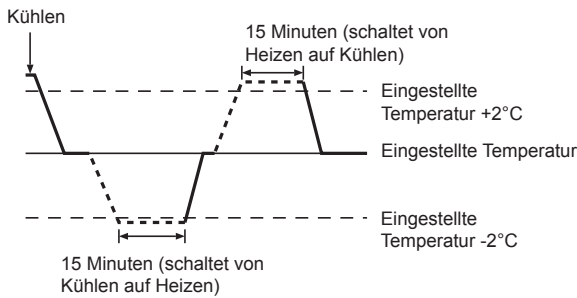 Kühlen
15 Minuten (schaltet von
Heizen auf Kühlen)
Eingestellte
Temperatur +2°C
Eingestellte Temperatur
Eingestellte
Temperatur -2°C
15 Minuten (schaltet von
Kühlen auf Heizen)